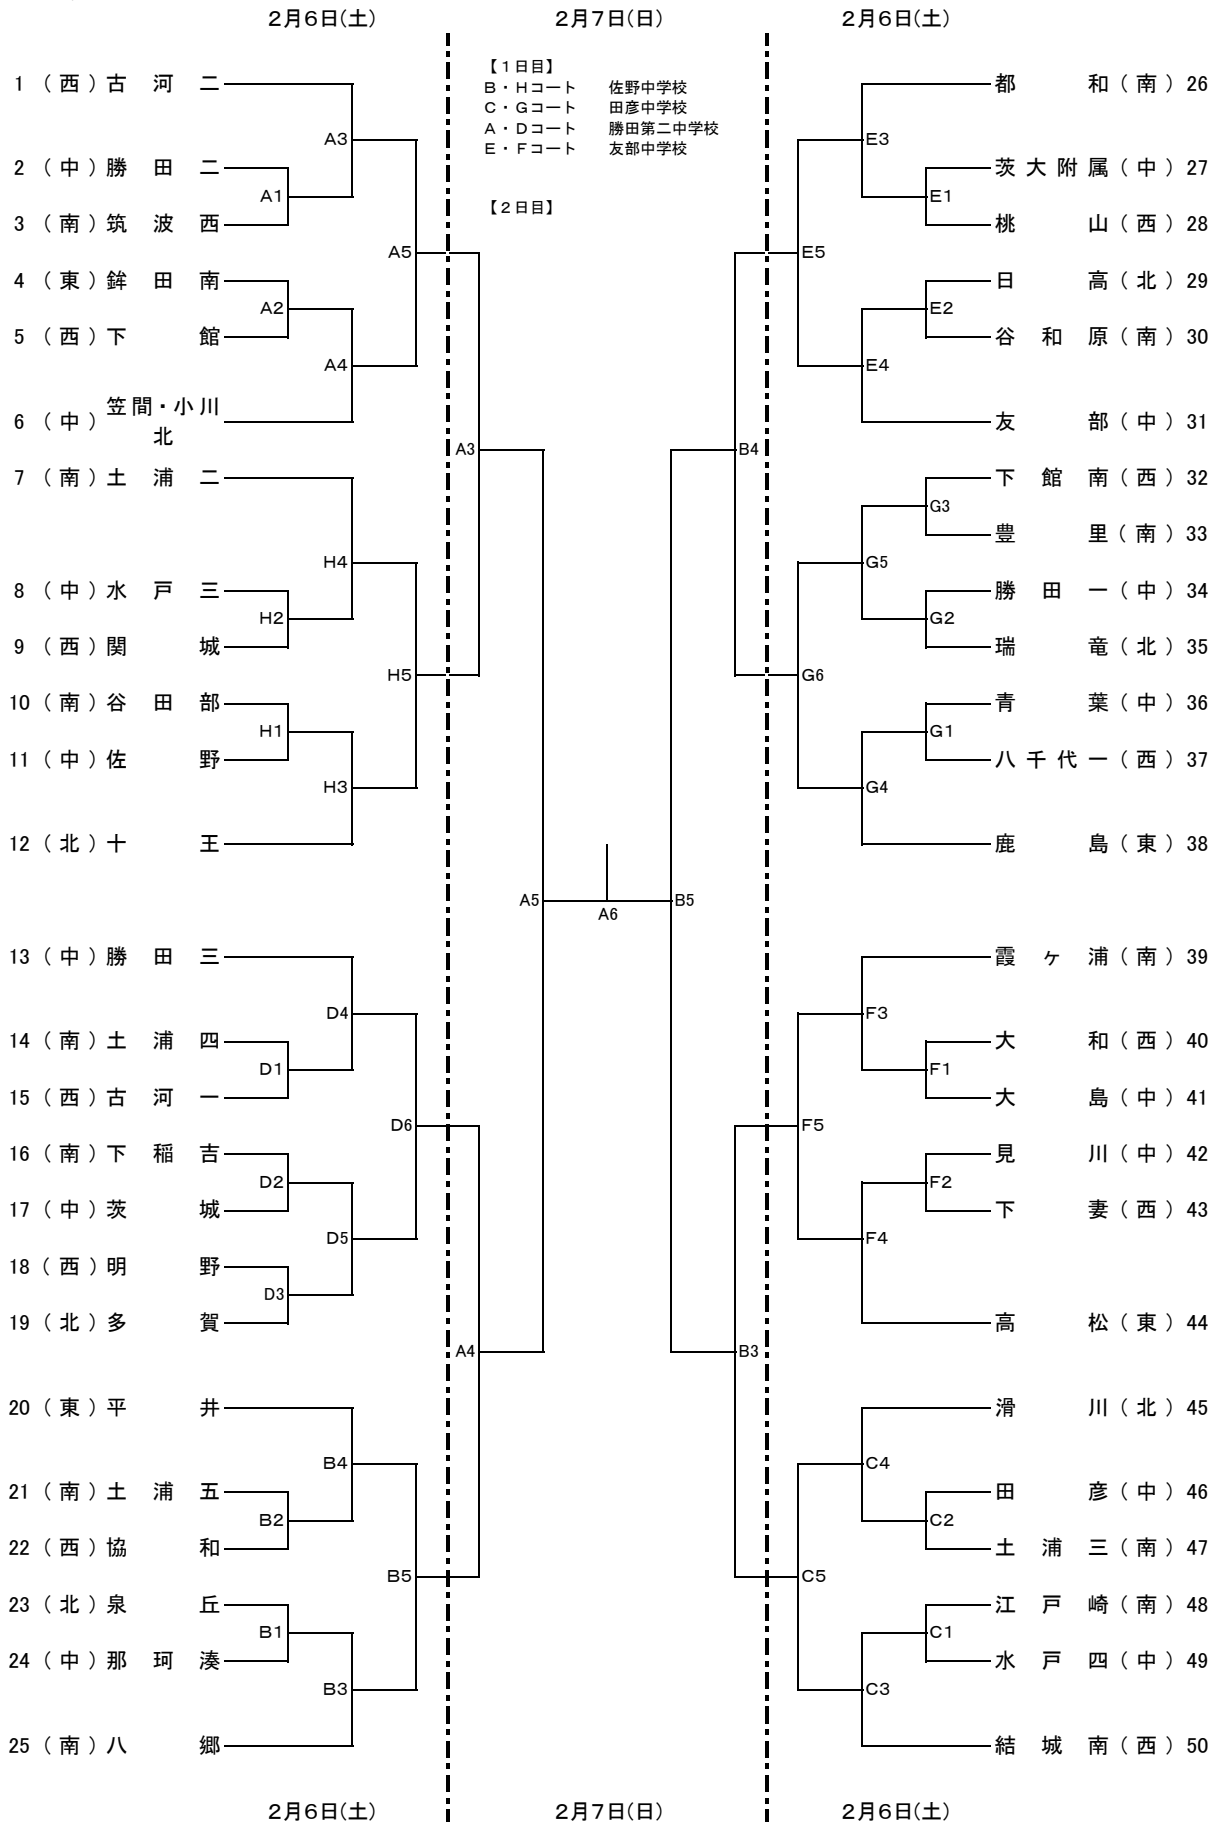 2月6日(土) 2月7日(日) 2月6日(土)
【1日目】
B・Hコート 佐野中学校
C・Gコート 田彦中学校
A・Dコート 勝田第二中学校
E・Fコート 友部中学校
【2日目】
1 (西) 古河二
A3
2 (中) 勝田二
A1
3 (南) 筑波西
A5
4 (東) 鉾田南
A2
5 (西) 下館
A4
6 (中) 笠間・小川
北
A3
7 (南) 土浦二
H4
8 (中) 水戸三
H2
9 (西) 関城
H5
10 (南) 谷田部
H1
11 (中) 佐野
H3
12 (北) 十王
A5
A6
13 (中) 勝田三
D4
14 (南) 土浦四
D1
15 (西) 古河一
D6
16 (南) 下稲吉
D2
17 (中) 茨城
D5
18 (西) 明野
D3
19 (北) 多賀
A4
20 (東) 平井
B4
21 (南) 土浦五
B2
22 (西) 協和
B5
23 (北) 泉丘
B1
24 (中) 那珂湊
B3
25 (南) 八郷
都和 (南) 26
E3
茨大附属 (中) 27
E1
桃山 (西) 28
E5
日高 (北) 29
E2
谷和原 (南) 30
E4
友部 (中) 31
B4
下館南 (西) 32
G3
豊里 (南) 33
G5
勝田一 (中) 34
G2
瑞竜 (北) 35
G6
青葉 (中) 36
G1
八千代一 (西) 37
G4
鹿島 (東) 38
B5
霞ヶ浦 (南) 39
F3
大和 (西) 40
F1
大島 (中) 41
F5
見川 (中) 42
F2
下妻 (西) 43
F4
高松 (東) 44
B3
滑川 (北) 45
C4
田彦 (中) 46
C2
土浦三 (南) 47
C5
江戸崎 (南) 48
C1
水戸四 (中) 49
C3
結城南 (西) 50
2月6日(土) 2月7日(日) 2月6日(土)